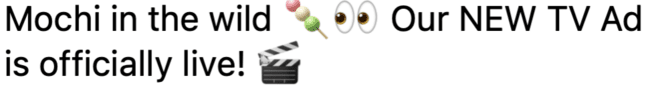 Mochi in the wild 🍡👀 Our NEW TV Ad
is officially live! 🎬